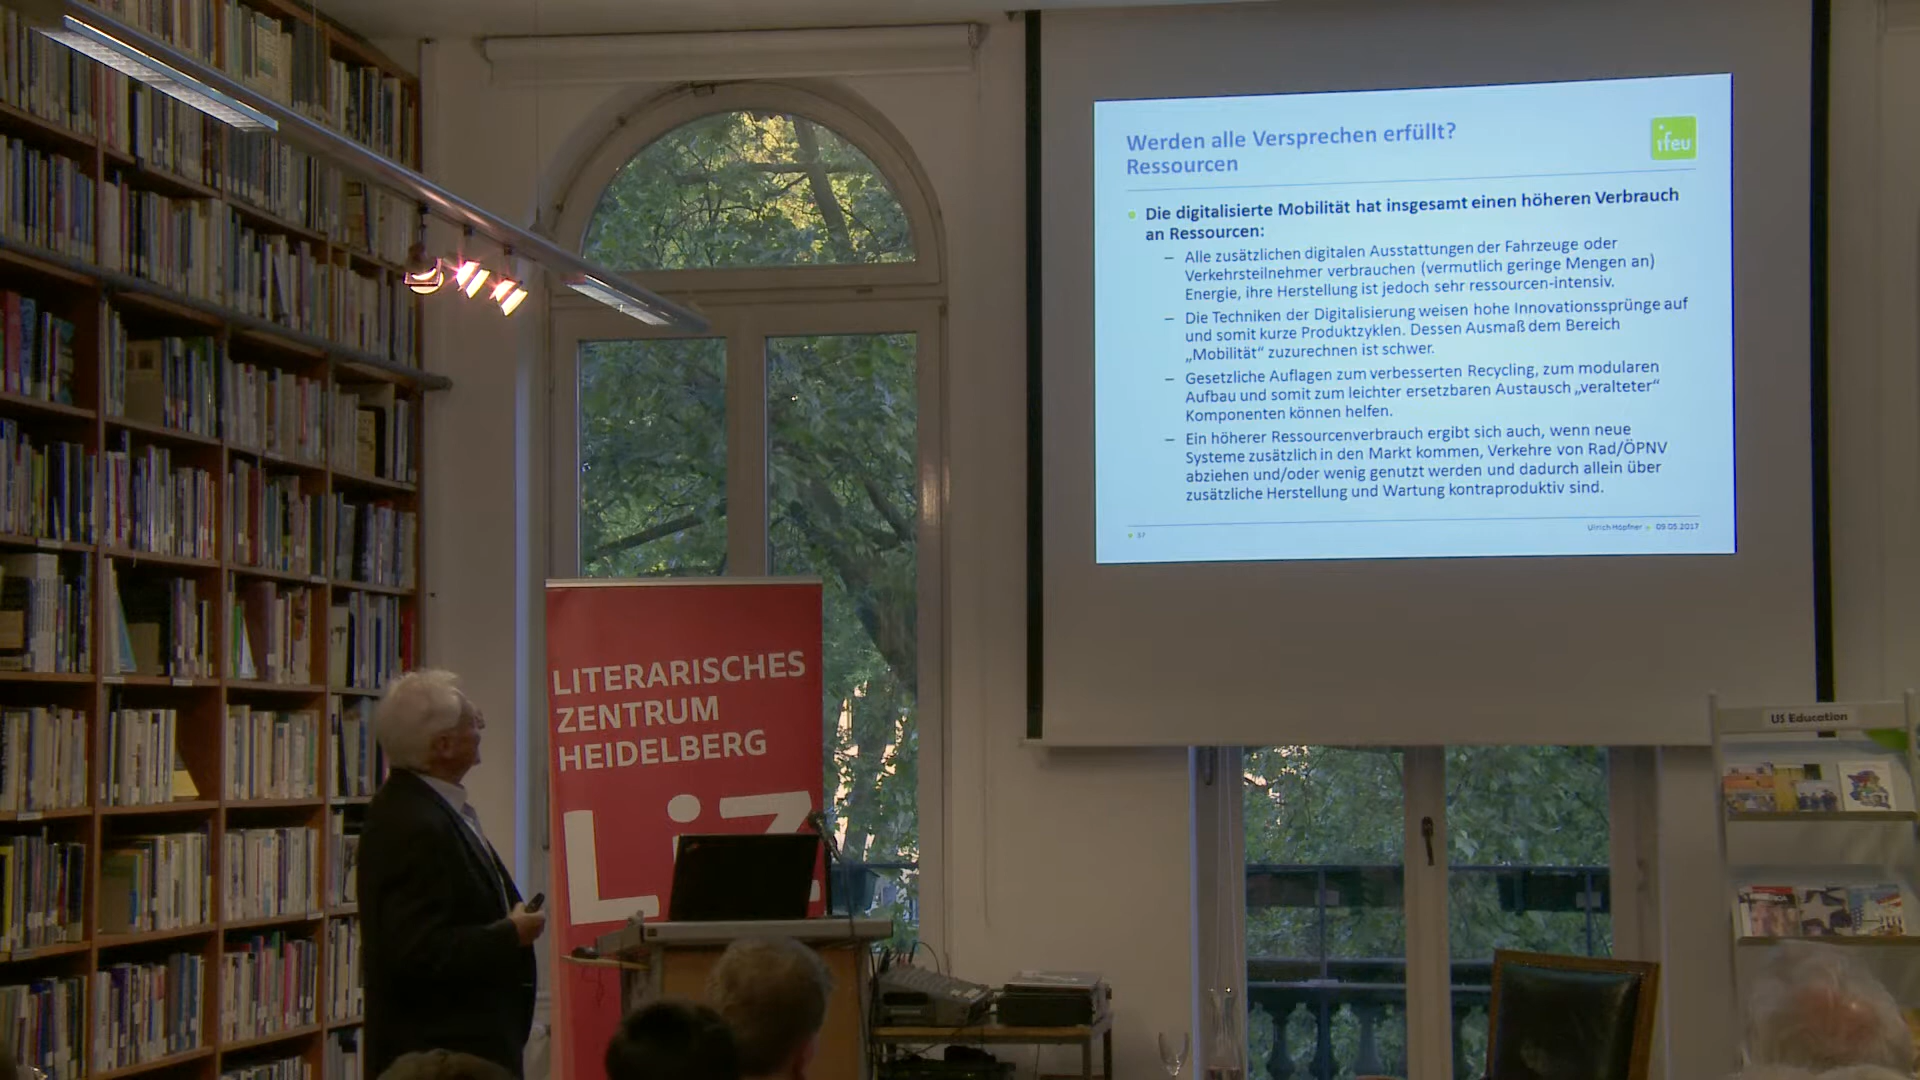 Werden alle Versprechen erfüllt?
Ressourcen
ifeu
Die digitalisierte Mobilität hat insgesamt einen höheren Verbrauch
an Ressourcen:
– Alle zusätzlichen digitalen Ausstattungen der Fahrzeuge oder
Verkehrsteilnehmer verbrauchen (vermutlich geringe Mengen an)
Energie, ihre Herstellung ist jedoch sehr ressourcen-intensiv.
– Die Techniken der Digitalisierung weisen hohe Innovationssprünge auf
und somit kurze Produktzyklen. Dessen Ausmaß dem Bereich
„Mobilität“ zuzurechnen ist schwer.
– Gesetzliche Auflagen zum verbesserten Recycling, zum modularen
Aufbau und somit zum leichter ersetzbaren Austausch „veralteter“
Komponenten können helfen.
– Ein höherer Ressourcenverbrauch ergibt sich auch, wenn neue
Systeme zusätzlich in den Markt kommen, Verkehre von Rad/ÖPNV
abziehen und/oder wenig genutzt werden und dadurch allein über
zusätzliche Herstellung und Wartung kontraproduktiv sind.
37
Ulrich Höpfner 09.05.2017
LITERARISCHES
ZENTRUM
HEIDELBERG
LiZ
US Education